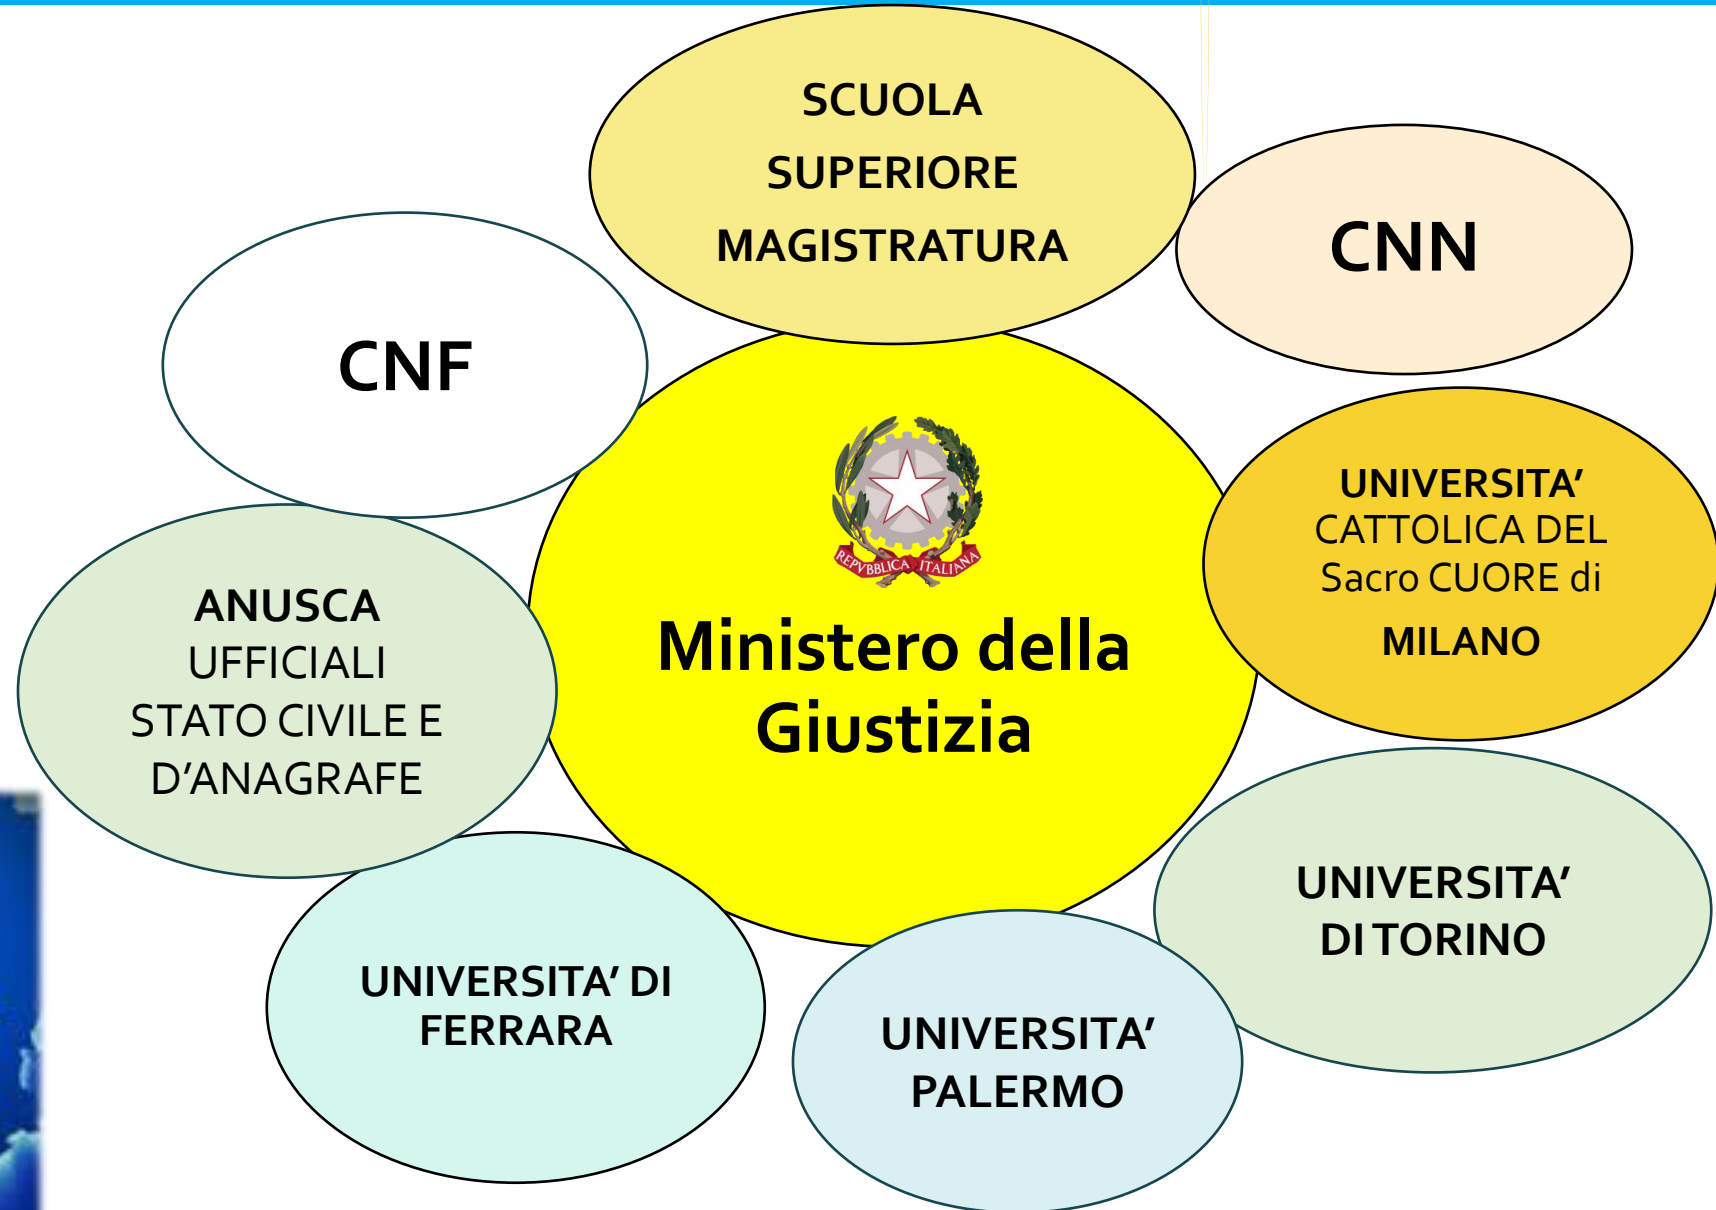 SCUOLA
SUPERIORE
MAGISTRATURA
CNN
CNF
REPVBBLICA ITALIANA
Ministero della
Giustizia
UNIVERSITA’
CATTOLICA DEL
Sacro CUORE di
MILANO
ANUSCA
UFFICIALI
STATO CIVILE E
D’ANAGRAFE
UNIVERSITA’
DI TORINO
UNIVERSITA’ DI
FERRARA
UNIVERSITA’
PALERMO